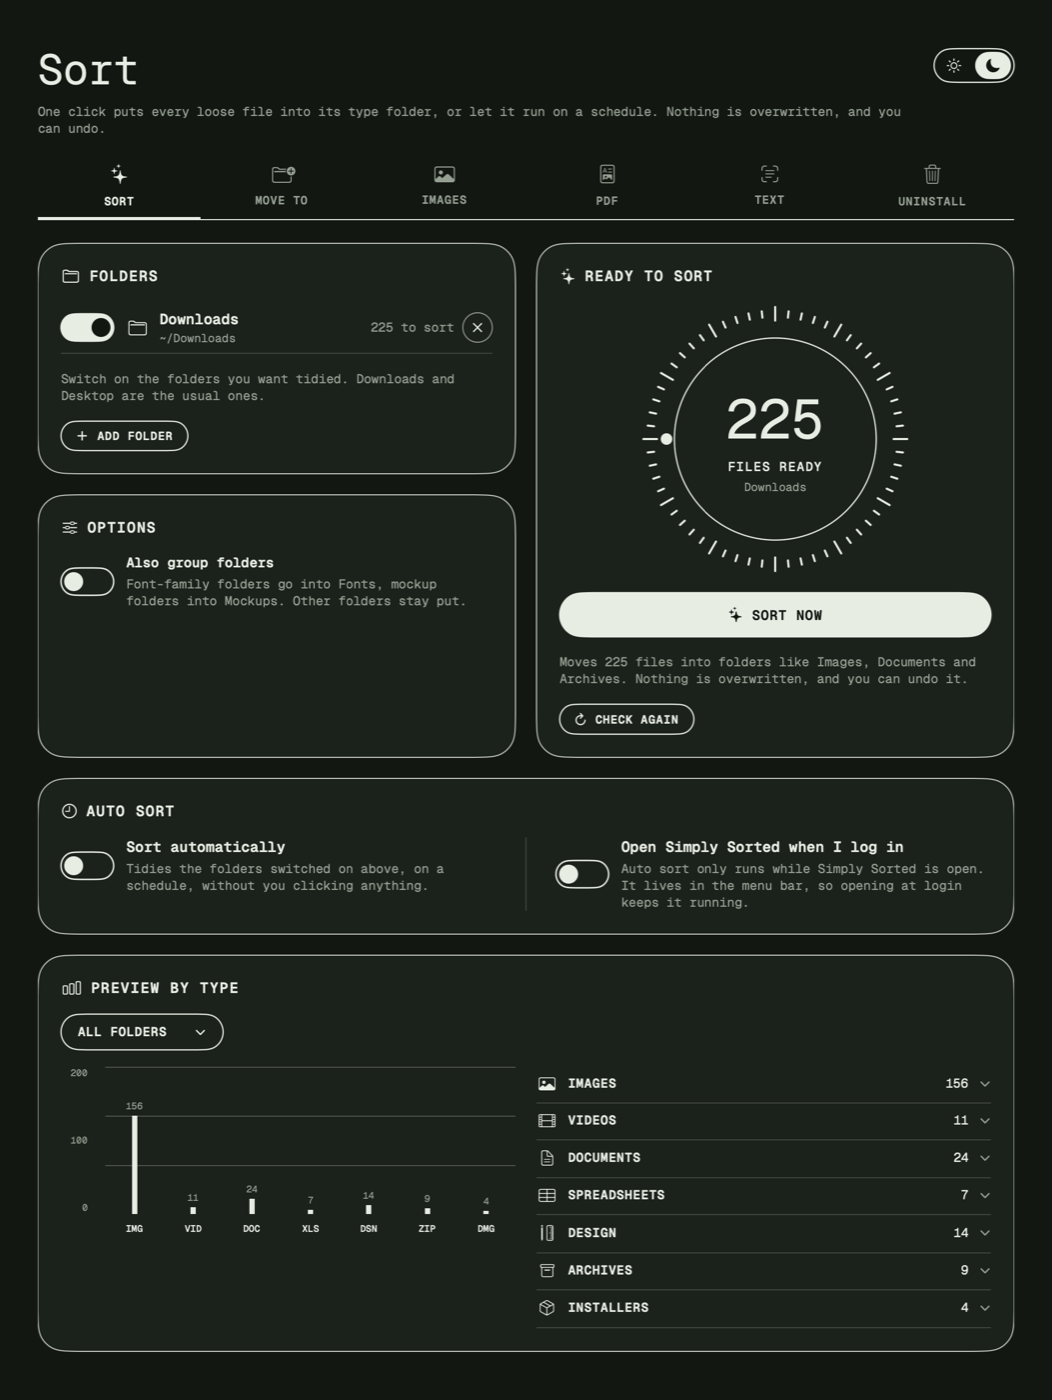 Sort
One click puts every loose file into its type folder, or let it run on a schedule. Nothing is overwritten, and you
can undo.
SORT
MOVE TO
IMAGES
PDF
TEXT
UNINSTALL
FOLDERS
Downloads
~/Downloads
225 to sort
Switch on the folders you want tidied. Downloads and
Desktop are the usual ones.
ADD FOLDER
OPTIONS
Also group folders
Font-family folders go into Fonts, mockup
folders into Mockups. Other folders stay put.
READY TO SORT
225
FILES READY
Downloads
SORT NOW
Moves 225 files into folders like Images, Documents and
Archives. Nothing is overwritten, and you can undo it.
CHECK AGAIN
AUTO SORT
Sort automatically
Tidies the folders switched on above, on a
schedule, without you clicking anything.
Open Simply Sorted when I log in
Auto sort only runs while Simply Sorted is open.
It lives in the menu bar, so opening at login
keeps it running.
PREVIEW BY TYPE
ALL FOLDERS
200
100
0
156
11
24
7
14
9
4
IMG
VID
DOC
XLS
DSN
ZIP
DMG
IMAGES 156
VIDEOS 11
DOCUMENTS 24
SPREADSHEETS 7
DESIGN 14
ARCHIVES 9
INSTALLERS 4